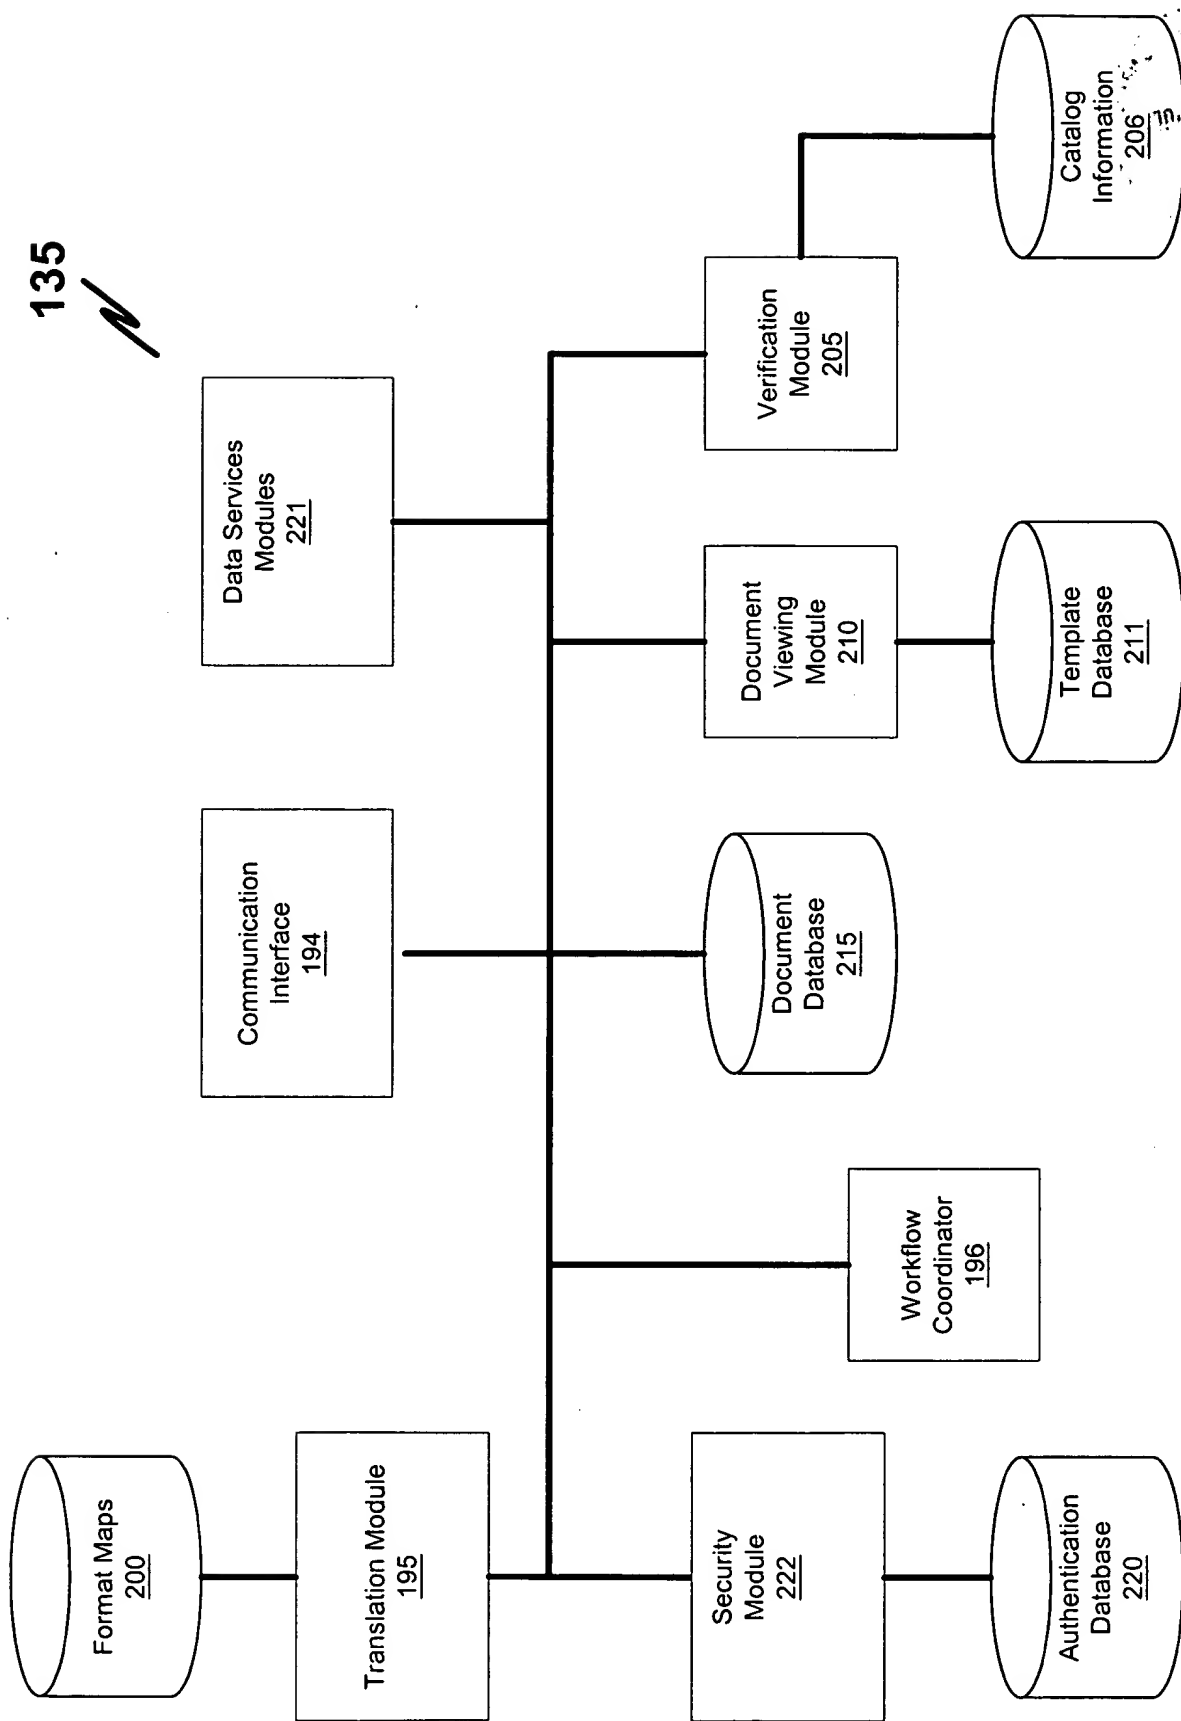 135
Format Maps
200
Translation Module
195
Security
Module
222
Authentication
Database
220
Workflow
Coordinator
196
Communication
Interface
194
Document
Database
215
Data Services
Modules
221
Document
Viewing
Module
210
Template
Database
211
Verification
Module
205
Catalog
Information
206